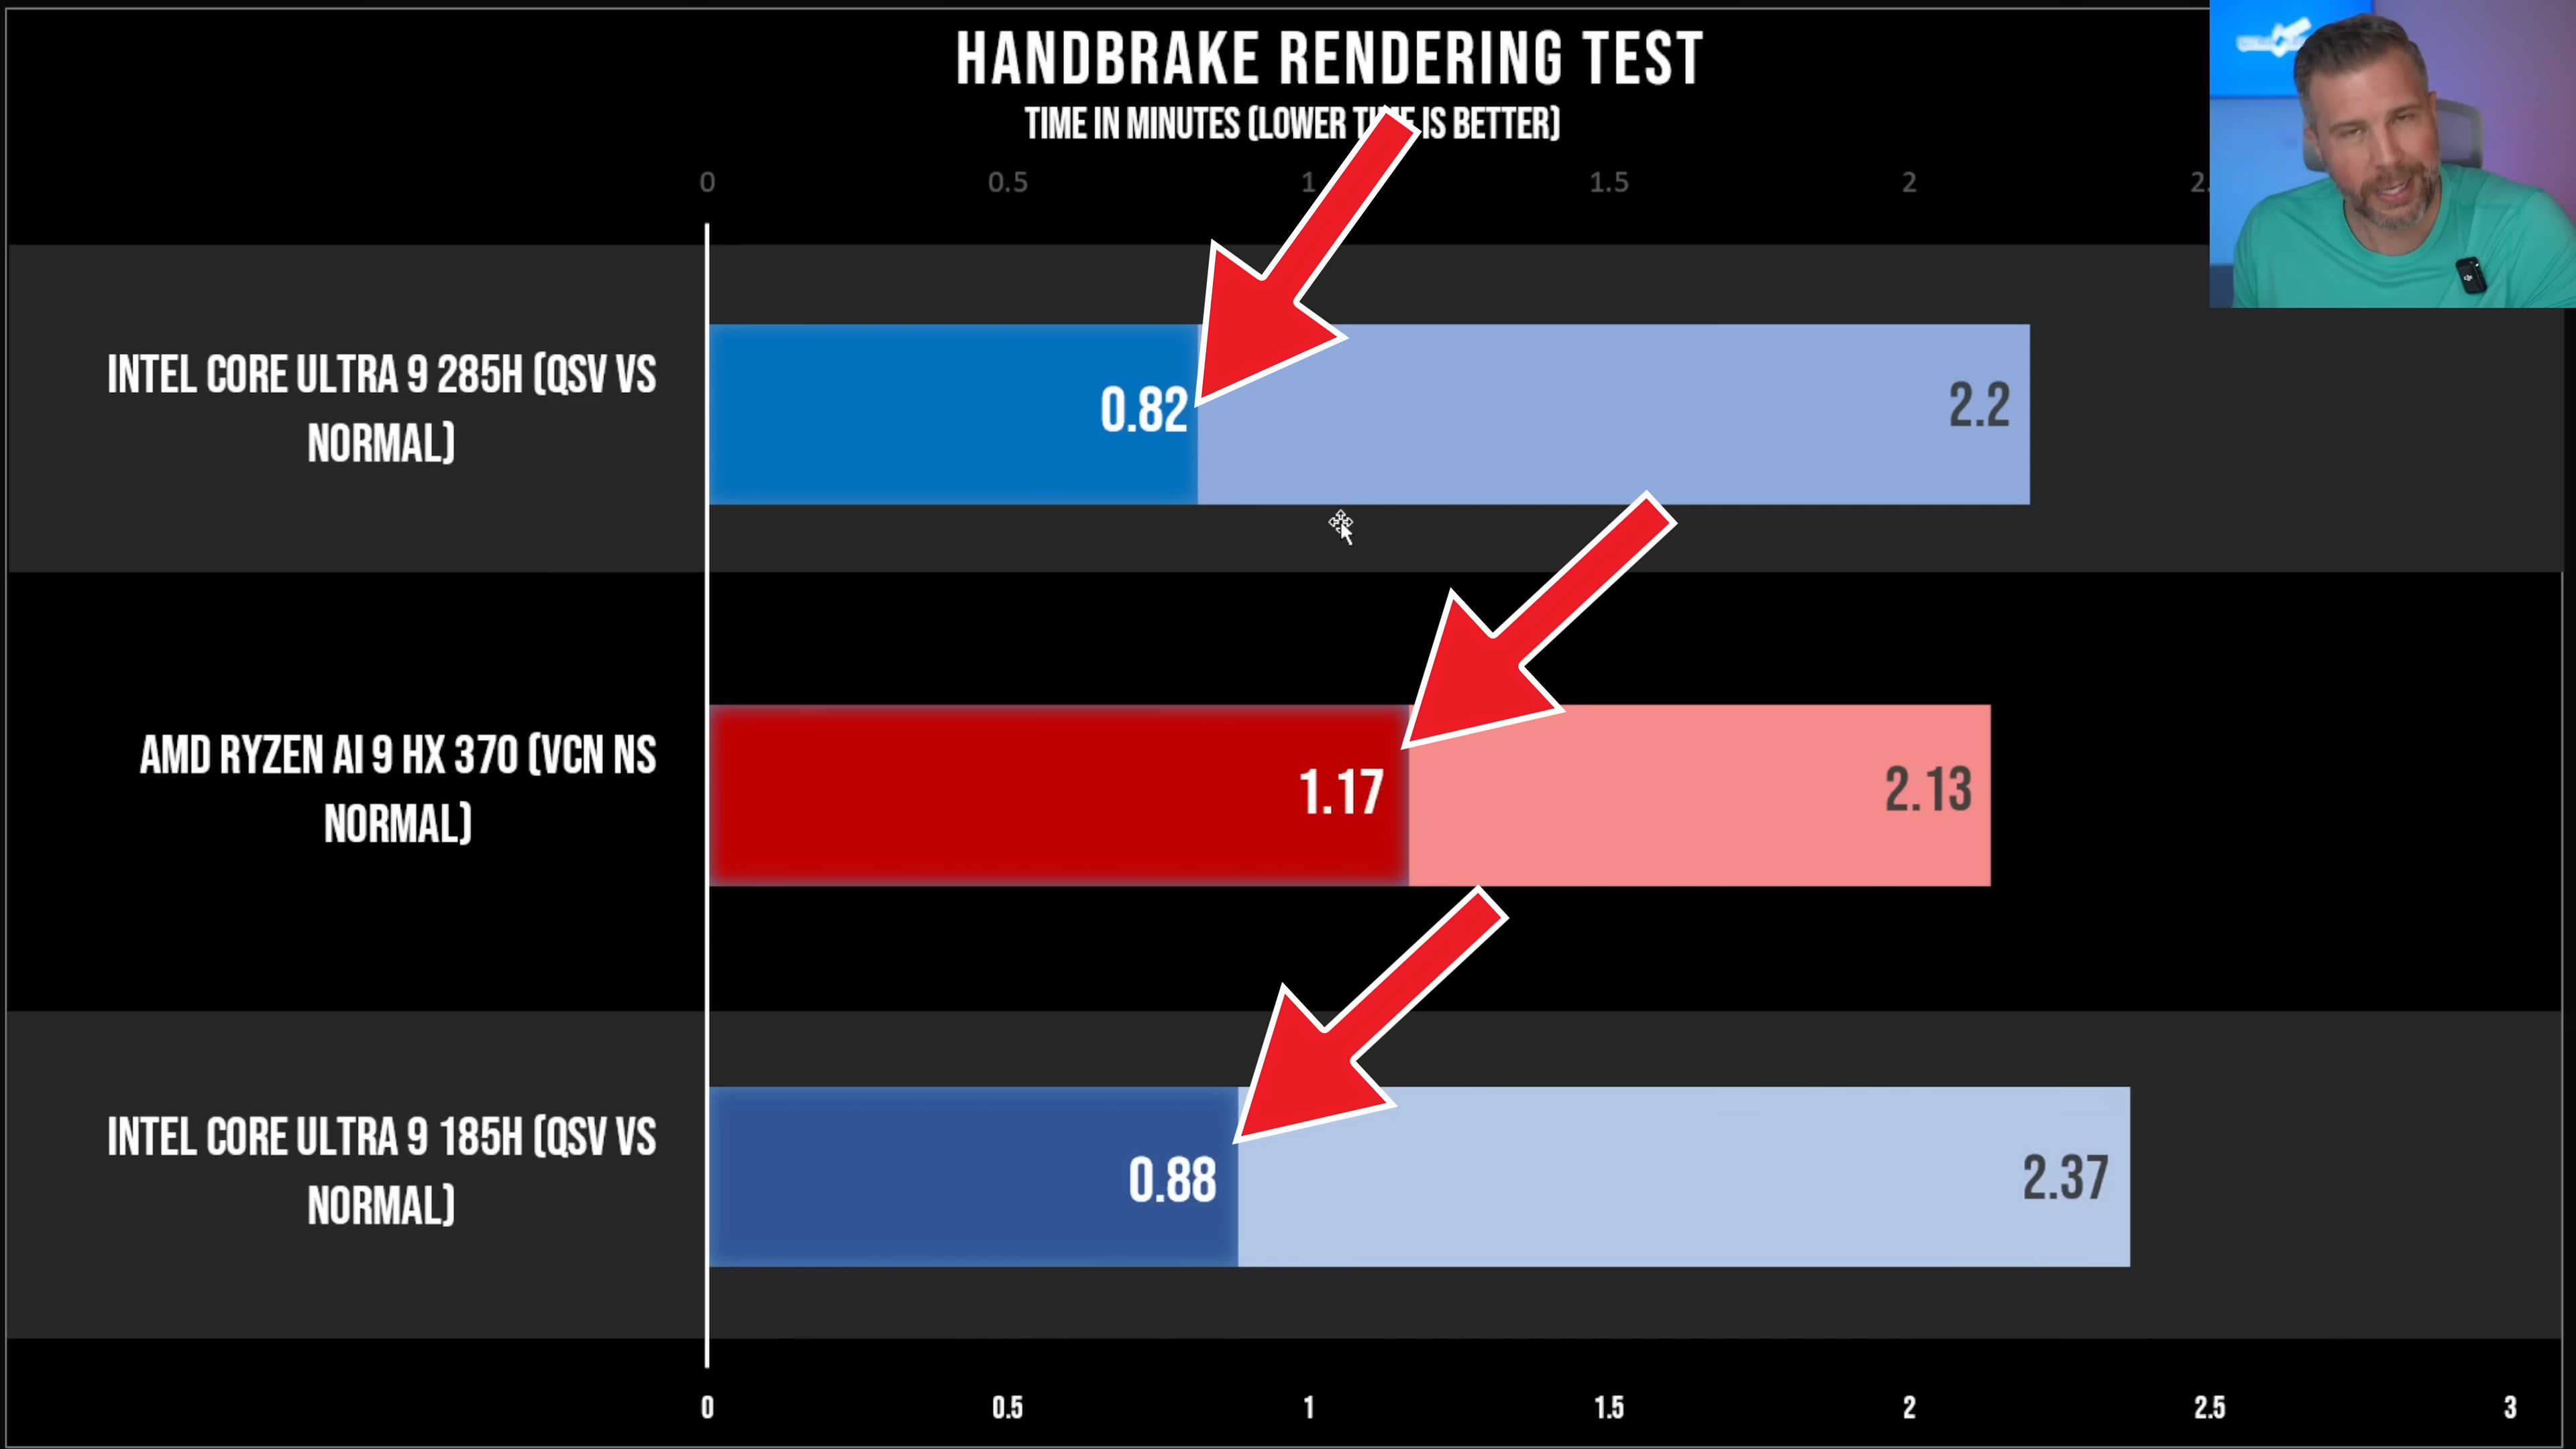 HANDBRAKE RENDERING TEST
TIME IN MINUTES (LOWER TIME IS BETTER)
0 0.5 1 1.5 2 2.
INTEL CORE ULTRA 9 285H (QSV VS
NORMAL)
0.82 2.2
AMD RYZEN AI 9 HX 370 (VCN NS
NORMAL)
1.17 2.13
INTEL CORE ULTRA 9 185H (QSV VS
NORMAL)
0.88 2.37
0 0.5 1 1.5 2 2.5 3